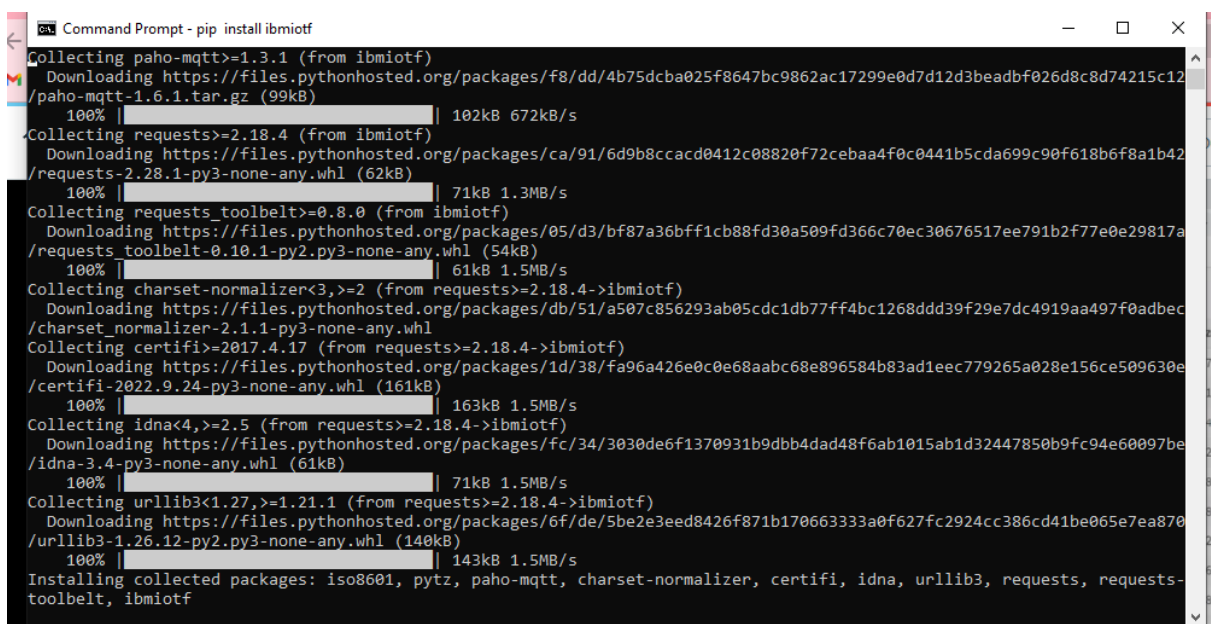 Command Prompt - pip  install ibmiotf
Collecting paho-mqtt>=1.3.1 (from ibmiotf)
  Downloading https://files.pythonhosted.org/packages/f8/dd/4b75dcba025f8647bc9862ac17299e0d7d12d3beadbf026d8c8d74215c12
/paho-mqtt-1.6.1.tar.gz (99kB)
    100% | | 102kB 672kB/s
Collecting requests>=2.18.4 (from ibmiotf)
  Downloading https://files.pythonhosted.org/packages/ca/91/6d9b8ccacd0412c08820f72cebaa4f0c0441b5cda699c90f618b6f8a1b42
/requests-2.28.1-py3-none-any.whl (62kB)
    100% | | 71kB 1.3MB/s
Collecting requests_toolbelt>=0.8.0 (from ibmiotf)
  Downloading https://files.pythonhosted.org/packages/05/d3/bf87a36bff1cb88fd30a509fd366c70ec30676517ee791b2f77e0e29817a
/requests_toolbelt-0.10.1-py2.py3-none-any.whl (54kB)
    100% | | 61kB 1.5MB/s
Collecting charset-normalizer<3,>=2 (from requests>=2.18.4->ibmiotf)
  Downloading https://files.pythonhosted.org/packages/db/51/a507c856293ab05cdc1db77ff4bc1268ddd39f29e7dc4919aa497f0adbec
/charset_normalizer-2.1.1-py3-none-any.whl
Collecting certifi>=2017.4.17 (from requests>=2.18.4->ibmiotf)
  Downloading https://files.pythonhosted.org/packages/1d/38/fa96a426e0c0e68aabc68e896584b83ad1eec779265a028e156ce509630e
/certifi-2022.9.24-py3-none-any.whl (161kB)
    100% | | 163kB 1.5MB/s
Collecting idna<4,>=2.5 (from requests>=2.18.4->ibmiotf)
  Downloading https://files.pythonhosted.org/packages/fc/34/3030de6f1370931b9dbb4dad48f6ab1015ab1d32447850b9fc94e60097be
/idna-3.4-py3-none-any.whl (61kB)
    100% | | 71kB 1.5MB/s
Collecting urllib3<1.27,>=1.21.1 (from requests>=2.18.4->ibmiotf)
  Downloading https://files.pythonhosted.org/packages/6f/de/5be2e3eed8426f871b170663333a0f627fc2924cc386cd41be065e7ea870
/urllib3-1.26.12-py2.py3-none-any.whl (140kB)
    100% | | 143kB 1.5MB/s
Installing collected packages: iso8601, pytz, paho-mqtt, charset-normalizer, certifi, idna, urllib3, requests, requests-
toolbelt, ibmiotf